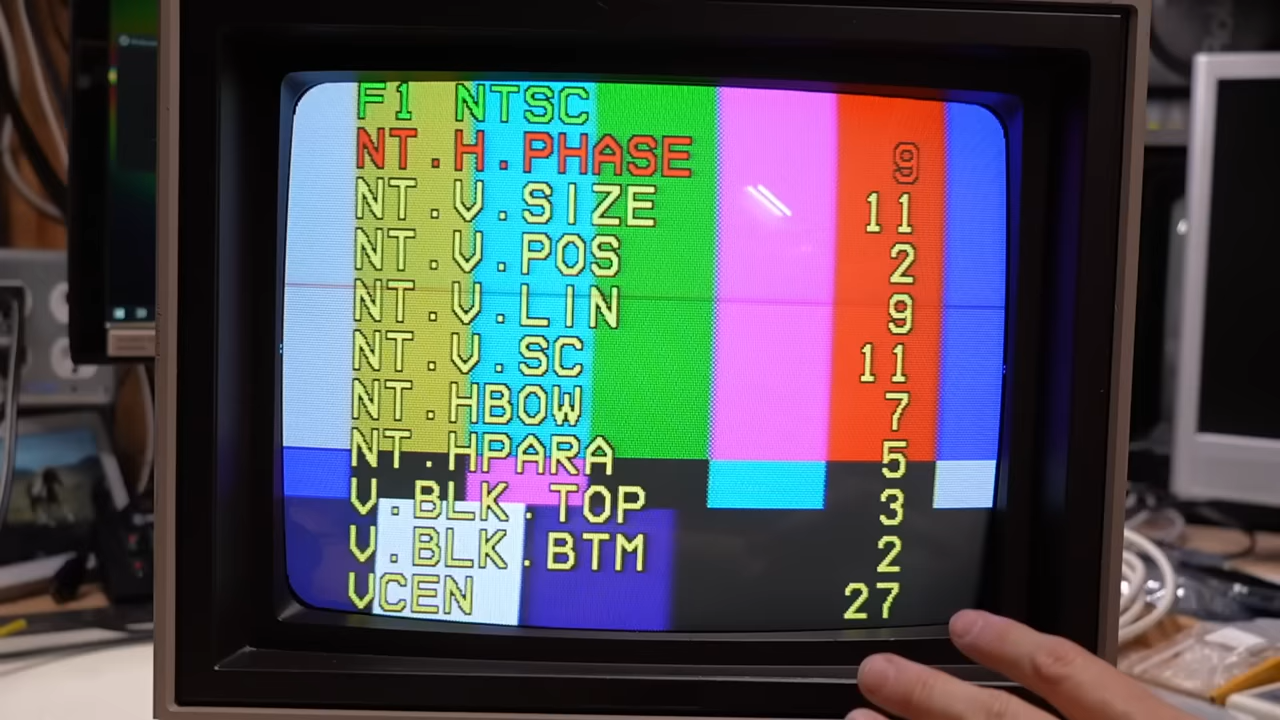 F1 NTSC
NT.H.PHASE 9
NT.V.SIZE 11
NT.V.POS 2
NT.V.LIN 9
NT.V.SC 11
NT.HBOW 7
NT.HPARA 5
V.BLK.TOP 3
V.BLK.BTM 2
VCEN 27